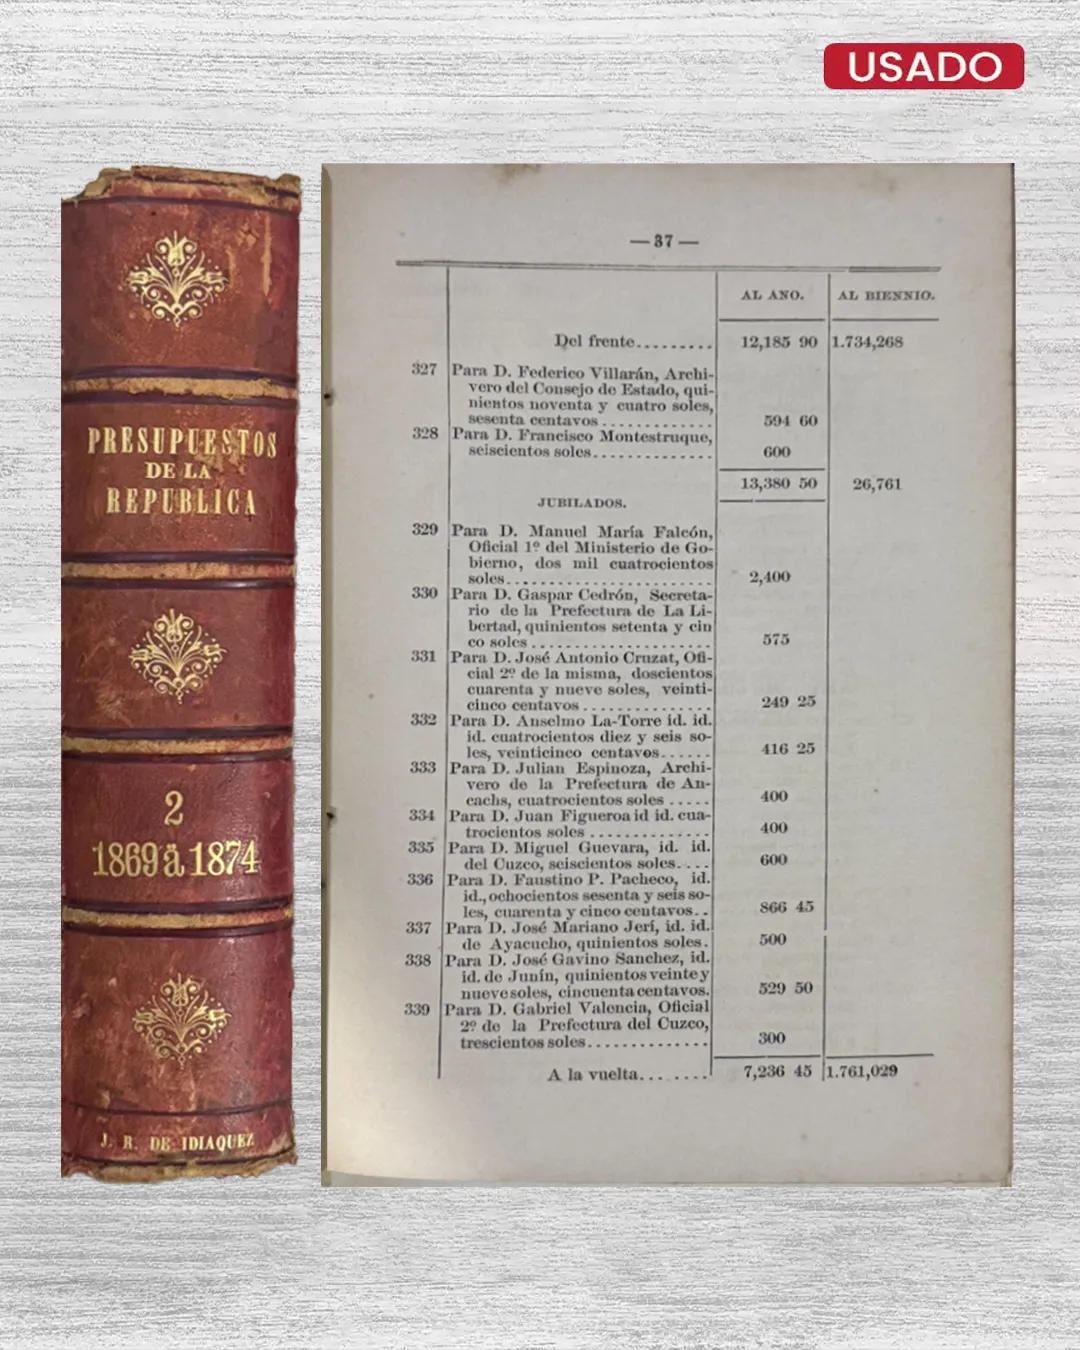 USADO
PRESUPUESTOS
DE LA
REPUBLICA
2
1869 ä 1874
J. R. DE IDIAQUEZ
— 37 —
AL AÑO. AL BIENNIO.
Del frente......... 12,185 90 1.734,268
327 Para D. Federico Villarán, Archi-
vero del Consejo de Estado, qui-
nientos noventa y cuatro soles,
sesenta centavos ............ 594 60
328 Para D. Francisco Montestruque,
seiscientos soles............. 600
13,380 50 26,761
JUBILADOS.
329 Para D. Manuel María Falcón,
Oficial 1º del Ministerio de Go-
bierno, dos mil cuatrocientos
soles...................... 2,400
330 Para D. Gaspar Cedrón, Secreta-
rio de la Prefectura de La Li-
bertad, quinientos setenta y cin
co soles .................... 575
331 Para D. José Antonio Cruzat, Ofi-
cial 2º de la misma, doscientos
cuarenta y nueve soles, veinti-
cinco centavos .............. 249 25
332 Para D. Anselmo La-Torre id. id.
id. cuatrocientos diez y seis so-
les, veinticinco centavos...... 416 25
333 Para D. Julian Espinoza, Archi-
vero de la Prefectura de An-
cachs, cuatrocientos soles ..... 400
334 Para D. Juan Figueroa id id. cua-
trocientos soles ............. 400
335 Para D. Miguel Guevara, id. id.
del Cuzco, seiscientos soles.... 600
336 Para D. Faustino P. Pacheco, id.
id., ochocientos sesenta y seis so-
les, cuarenta y cinco centavos.. 866 45
337 Para D. José Mariano Jerí, id. id.
de Ayacucho, quinientos soles. 500
338 Para D. José Gavino Sanchez, id.
id. de Junín, quinientos veinte y
nueve soles, cincuenta centavos. 529 50
339 Para D. Gabriel Valencia, Oficial
2º de la Prefectura del Cuzco,
trescientos soles.............. 300
A la vuelta........ 7,236 45 1.761,029